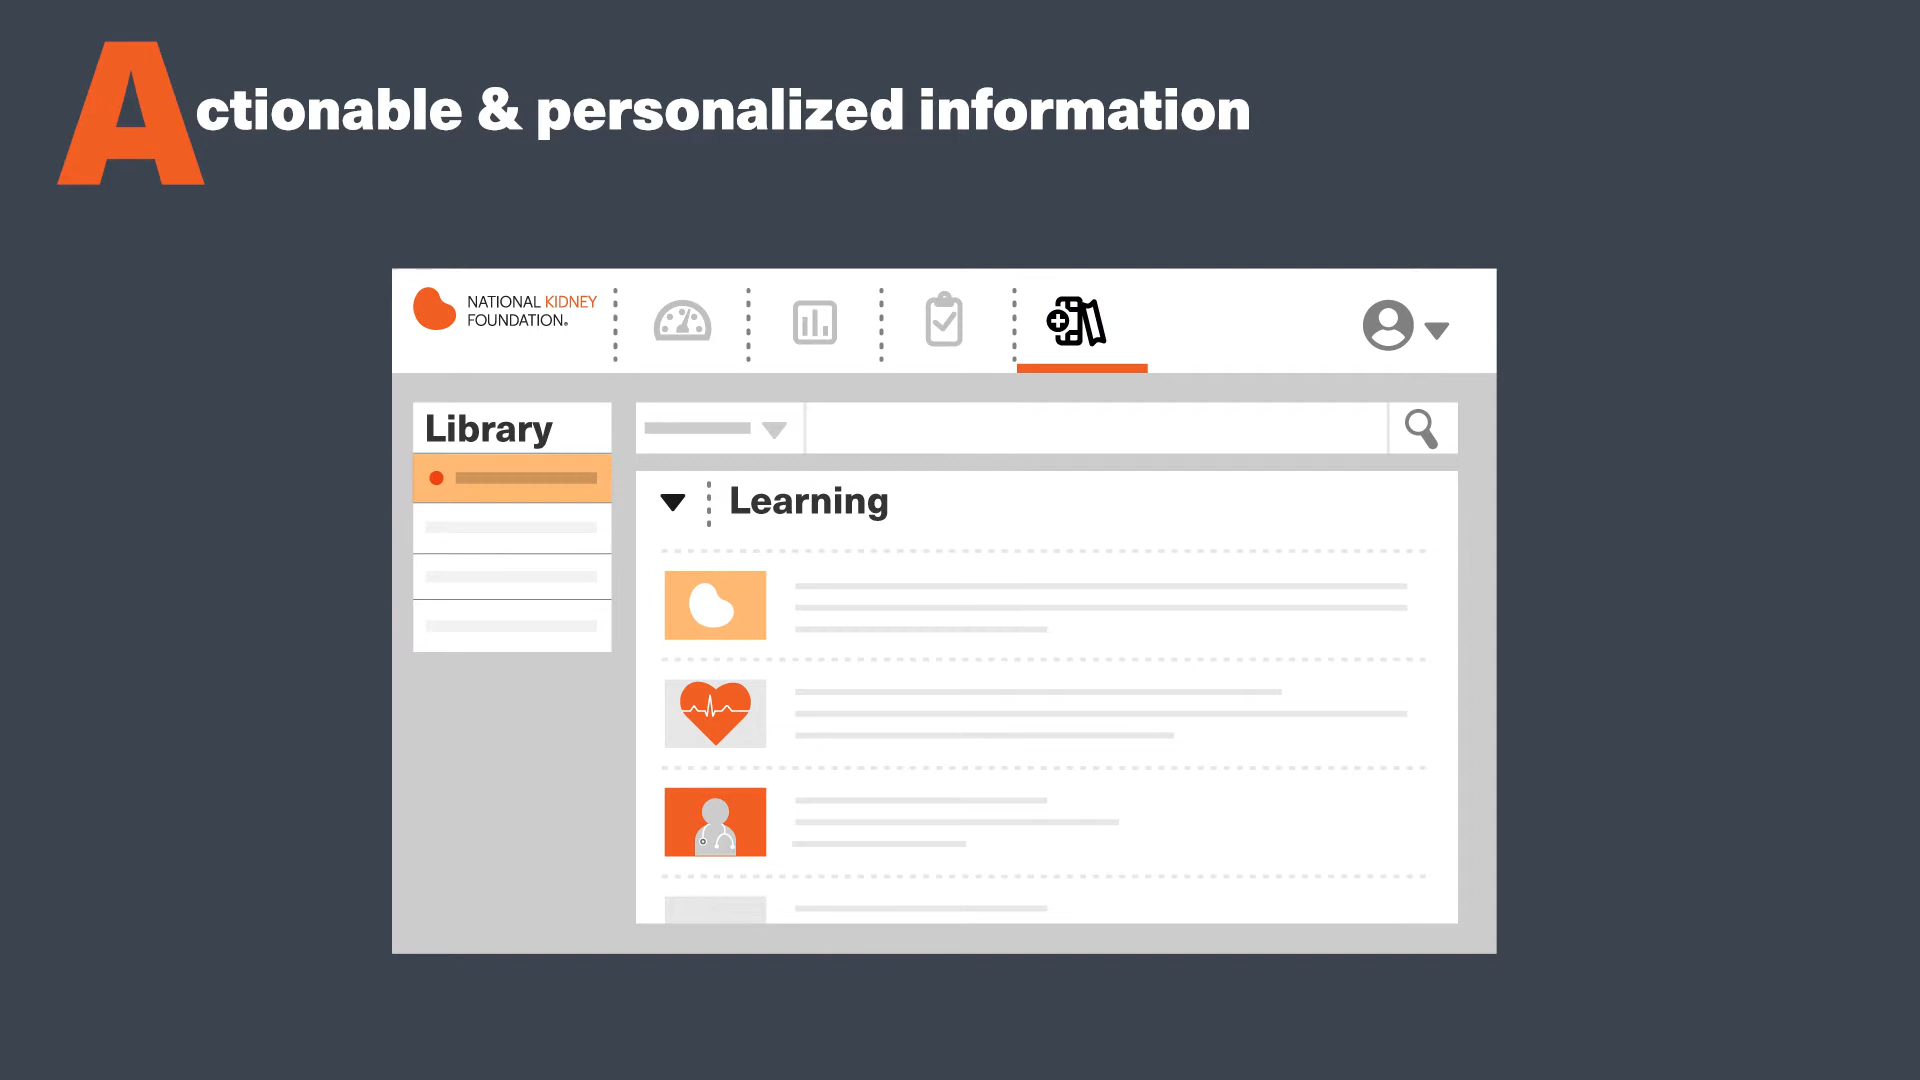 Actionable & personalized information
NATIONAL KIDNEY
FOUNDATION®
Library
Learning